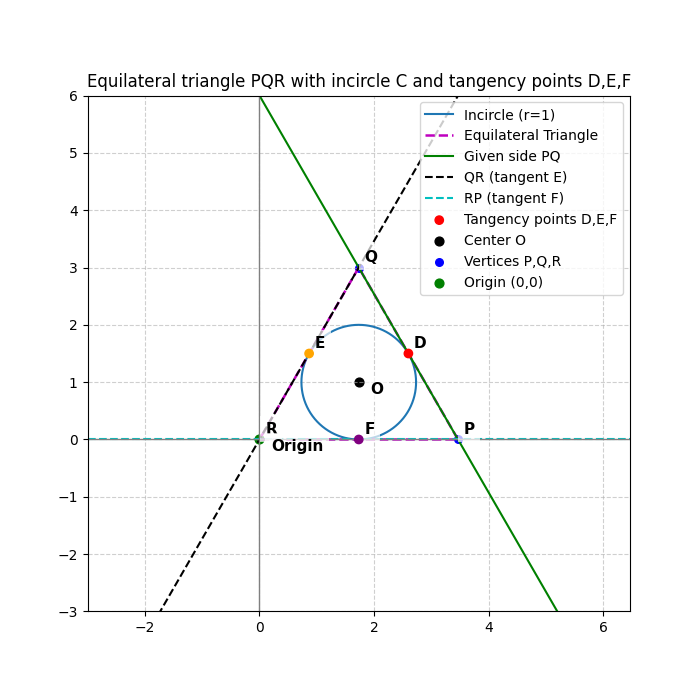 Equilateral triangle PQR with incircle C and tangency points D,E,F
Incircle (r=1)
Equilateral Triangle
Given side PQ
QR (tangent E)
RP (tangent F)
Tangency points D,E,F
Center O
Vertices P,Q,R
Origin (0,0)
6
5
4
3
2
1
0
−1
−2
−3
Q
E
D
O
R
F
P
Origin
−2
0
2
4
6